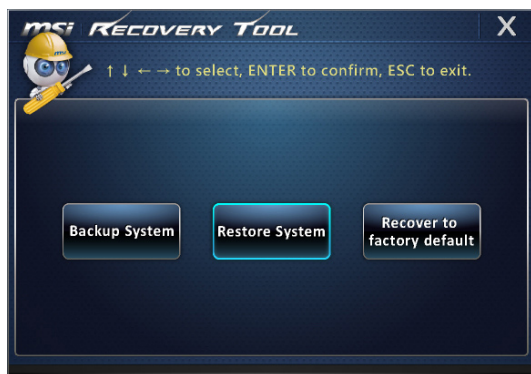 msi RECOVERY TOOL X
↑ ↓ ← → to select, ENTER to confirm, ESC to exit.
Backup System
Restore System
Recover to
factory default